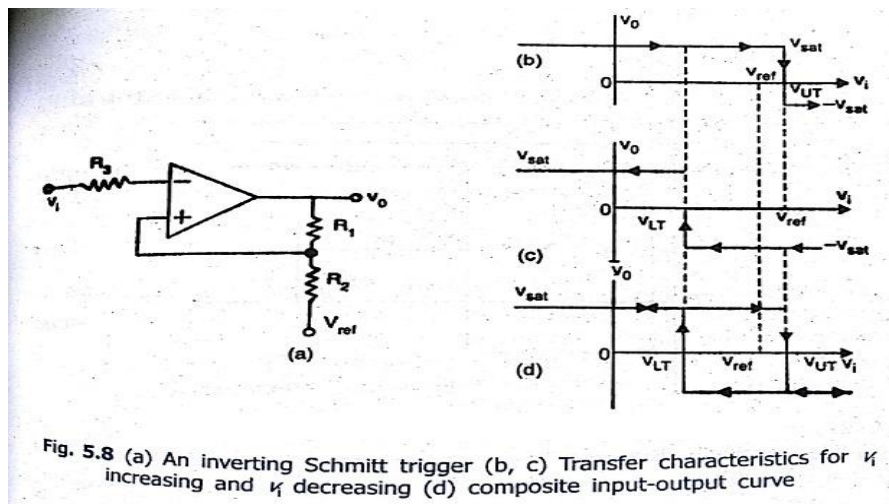 R3
vi
−
+
vo
R1
R2
Vref
(a)
vo
Vsat
(b)
Vref
0
vi
VUT
−Vsat
vo
Vsat
vi
0
VLT
Vref
(c)
−Vsat
vo
Vsat
0
VLT
Vref
VUT
vi
(d)
Fig. 5.8 (a) An inverting Schmitt trigger (b, c) Transfer characteristics for vi
increasing and vi decreasing (d) composite input-output curve